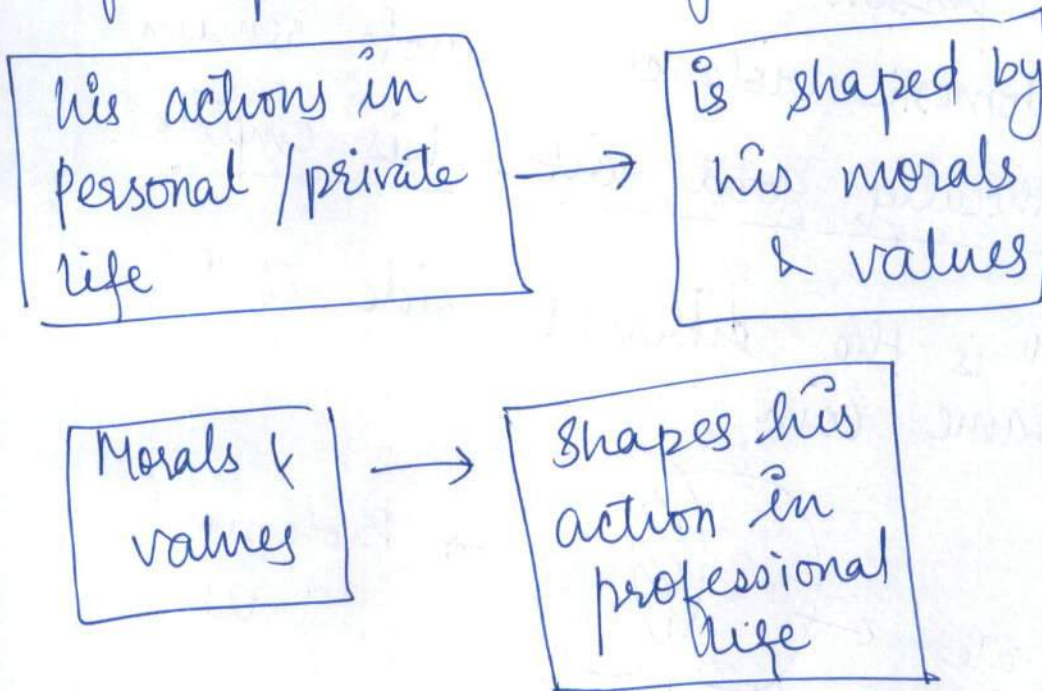 his actions in
personal / private
life
is shaped by
his morals
& values
Morals &
values
Shapes his
action in
professional
life